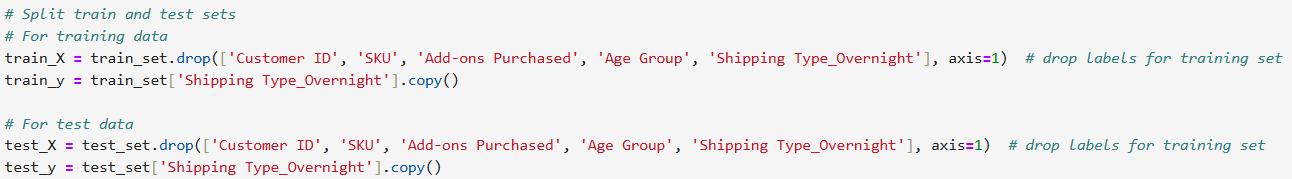 # Split train and test sets
# For training data
train_X = train_set.drop(['Customer ID', 'SKU', 'Add-ons Purchased', 'Age Group', 'Shipping Type_Overnight'], axis=1)  # drop labels for training set
train_y = train_set['Shipping Type_Overnight'].copy()

# For test data
test_X = test_set.drop(['Customer ID', 'SKU', 'Add-ons Purchased', 'Age Group', 'Shipping Type_Overnight'], axis=1)  # drop labels for training set
test_y = test_set['Shipping Type_Overnight'].copy()